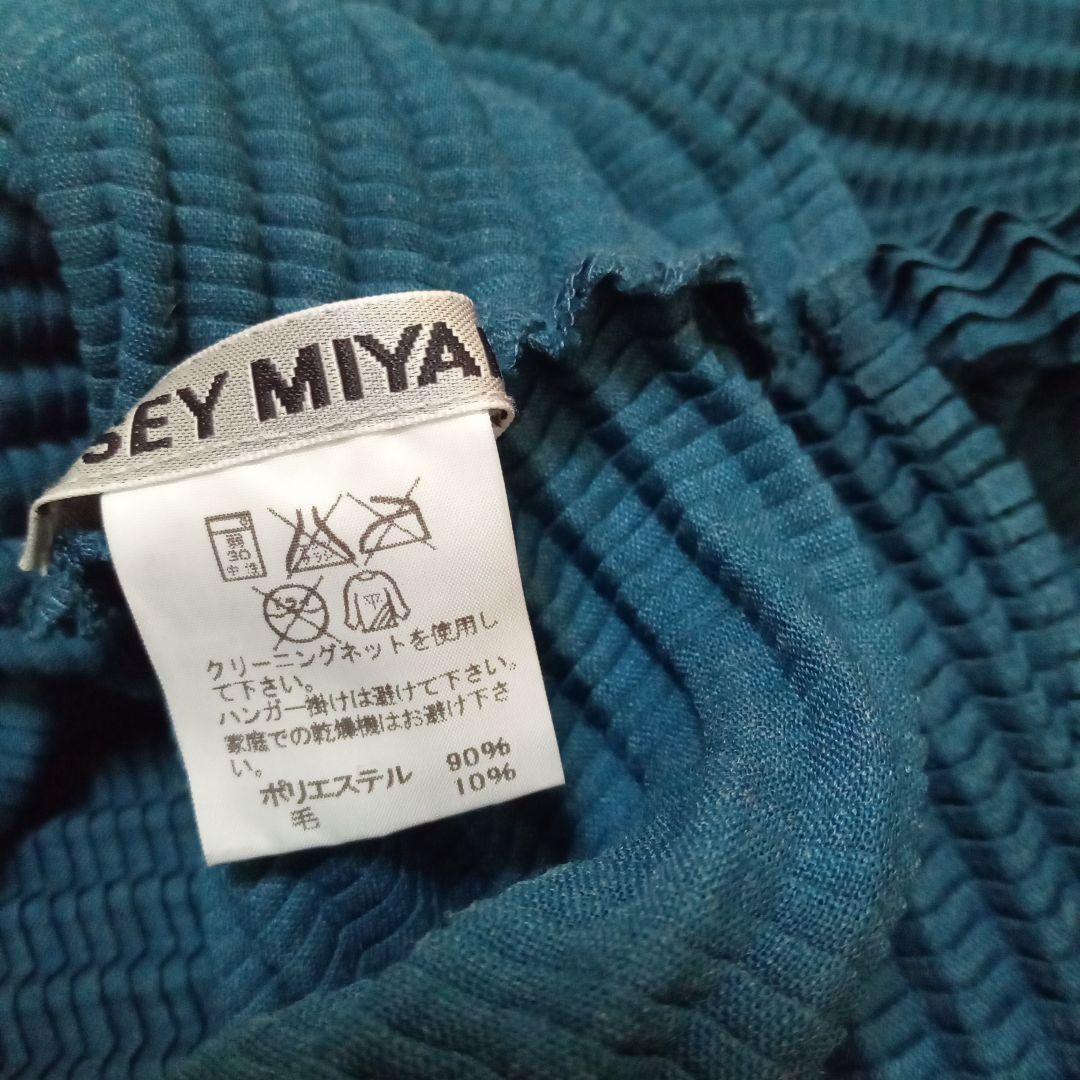 SEY MIYA
弱
30
中性
クリーニングネットを使用し
て下さい。
ハンガー掛けは避けて下さい。
家庭での乾燥機はお避け下さ
い。
ポリエステル 90%
毛 10%